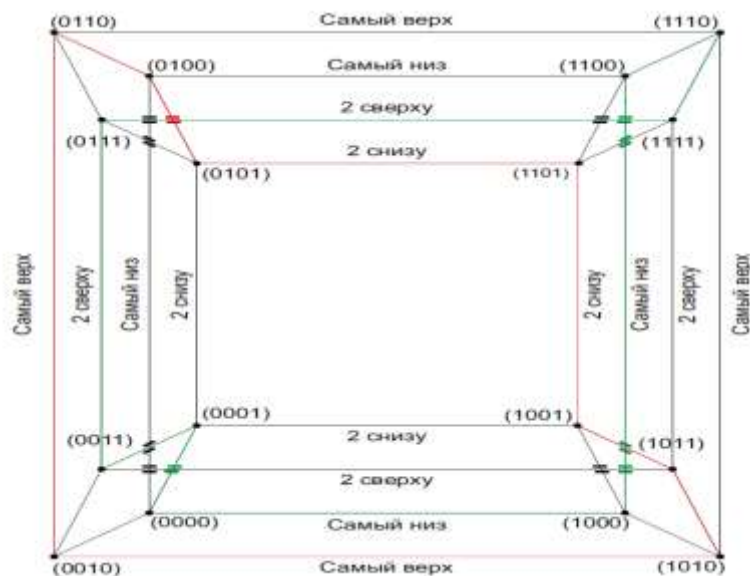 (0110)
Самый верх
(1110)
(0100)
Самый низ
(1100)
2 сверху
(0111)
(1111)
2 снизу
(0101)
(1101)
Самый верх
2 сверху
Самый низ
2 снизу
2 снизу
Самый низ
2 сверху
Самый верх
(0001)
(1001)
(0011)
2 снизу
(1011)
2 сверху
(0000)
Самый низ
(1000)
(0010)
Самый верх
(1010)